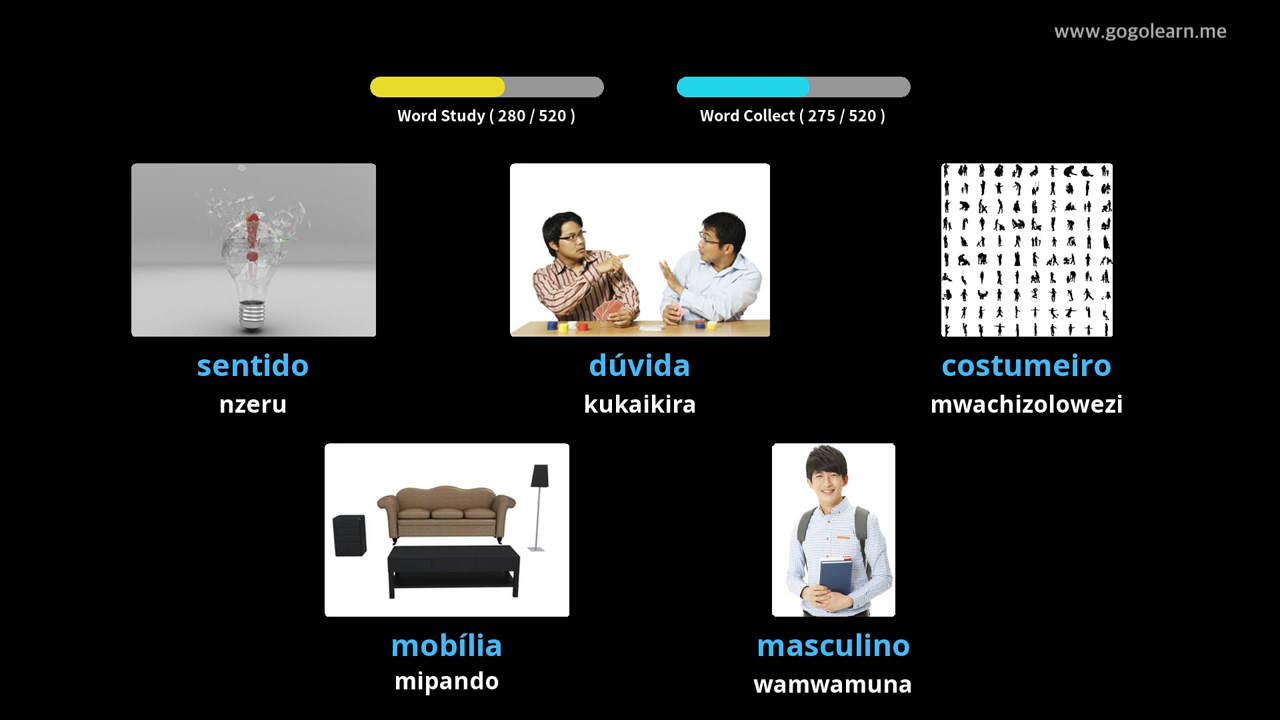 www.gogolearn.me
Word Study ( 280 / 520 )
Word Collect ( 275 / 520 )
sentido
nzeru
dúvida
kukaikira
costumeiro
mwachizolowezi
mobília
mipando
masculino
wamwamuna